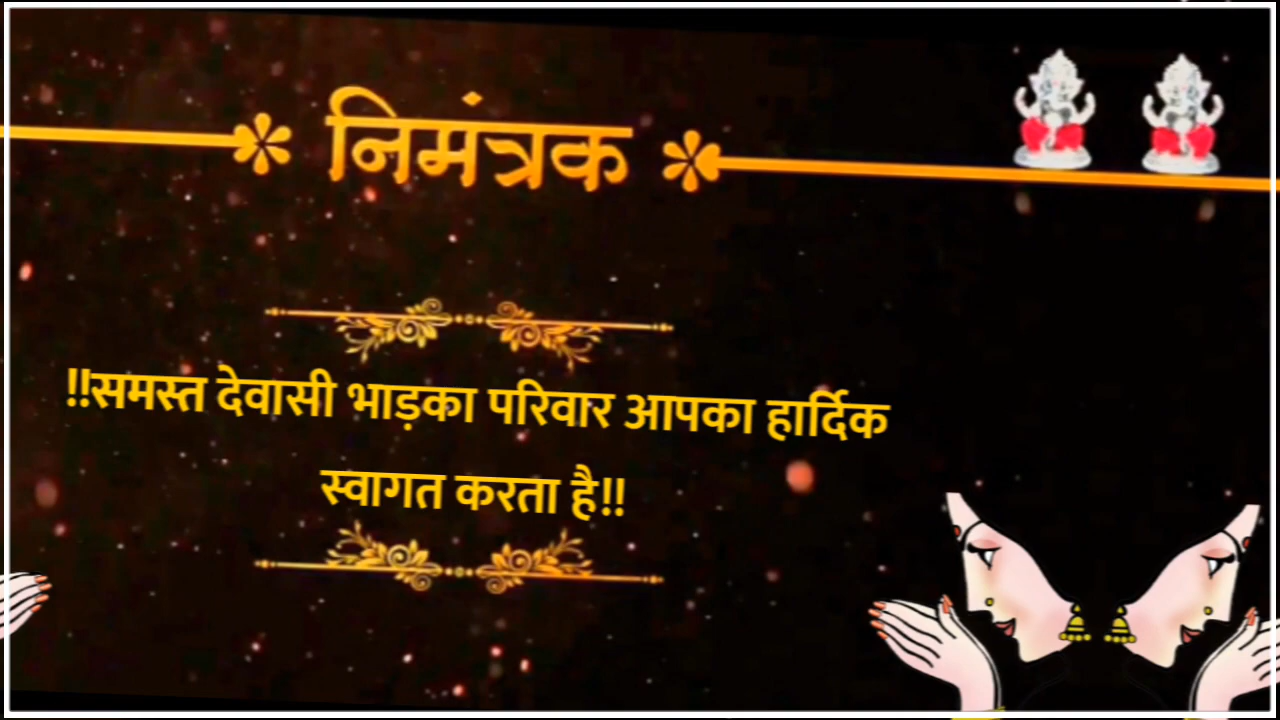 निमंत्रक
!!समस्त देवासी भाड़का परिवार आपका हार्दिक
स्वागत करता है!!